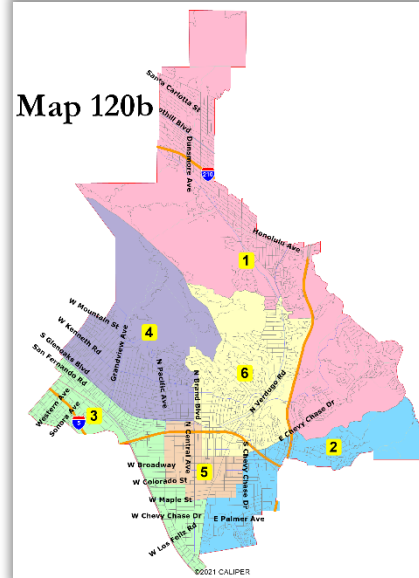 Santa Carlotta St
Map 120b
oothill Blvd
Dunsmore Ave
210
Honolulu Ave
1
W Mountain St
W Kenneth Rd
S Glenoaks Blvd
San Fernando Rd
Grandview Ave
4
N Pacific Ave
6
N Brand Blvd
N Verdugo Rd
Western Ave
Sonora Ave
3
5
E Chevy Chase Dr
2
N Central Ave
S Chevy Chase Dr
W Broadway
5
W Colorado St
W Maple St
W Chevy Chase Dr
E Palmer Ave
W Los Feliz Rd
©2021 CALIPER